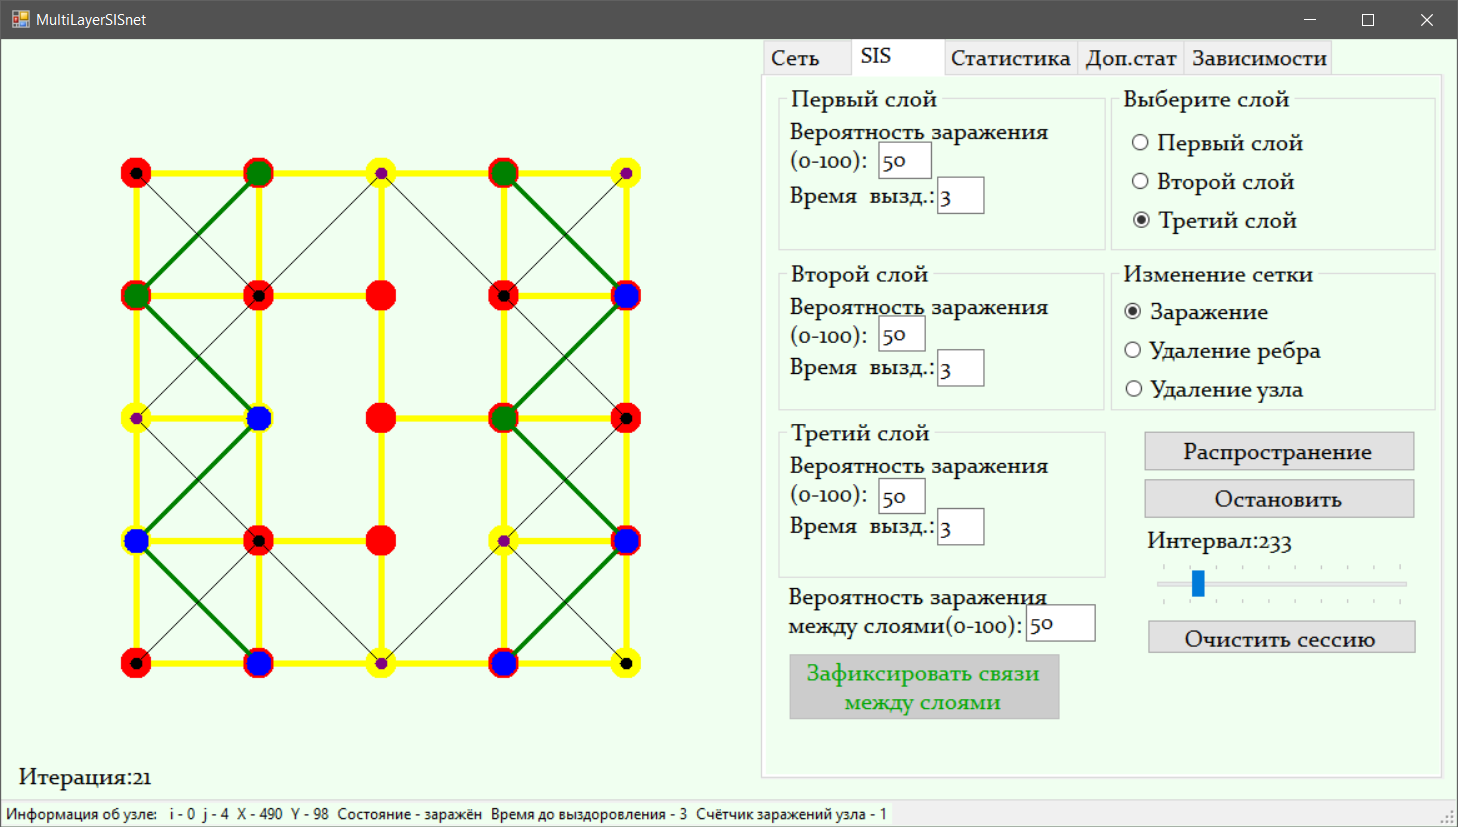 MultiLayerSISnet
Сеть
SIS
Статистика
Доп.стат
Зависимости
Первый слой
Вероятность заражения
(0-100): 50
Время вызд.: 3
Выберите слой
Первый слой
Второй слой
Третий слой
Второй слой
Вероятность заражения
(0-100): 50
Время вызд.: 3
Изменение сетки
Заражение
Удаление ребра
Удаление узла
Третий слой
Вероятность заражения
(0-100): 50
Время вызд.: 3
Распространение
Остановить
Интервал:233
Очистить сессию
Вероятность заражения
между слоями(0-100): 50
Зафиксировать связи
между слоями
Итерация:21
Информация об узле: i - 0 j - 4 X - 490 Y - 98 Состояние - заражён Время до выздоровления - 3 Счётчик заражений узла - 1